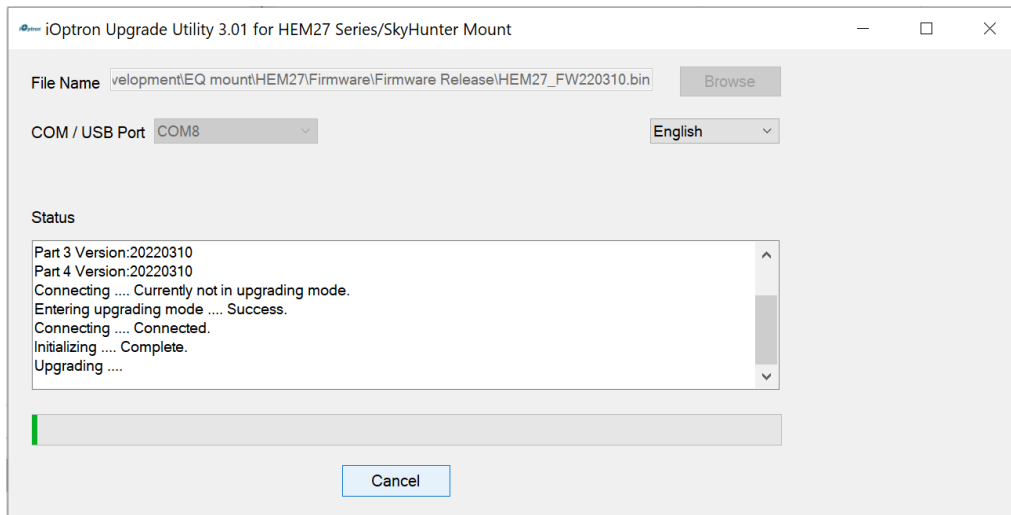 iOptron iOptron Upgrade Utility 3.01 for HEM27 Series/SkyHunter Mount
File Name velopment\EQ mount\HEM27\Firmware\Firmware Release\HEM27_FW220310.bin Browse
COM / USB Port COM8 English
Status
Part 3 Version:20220310
Part 4 Version:20220310
Connecting .... Currently not in upgrading mode.
Entering upgrading mode .... Success.
Connecting .... Connected.
Initializing .... Complete.
Upgrading ....
Cancel